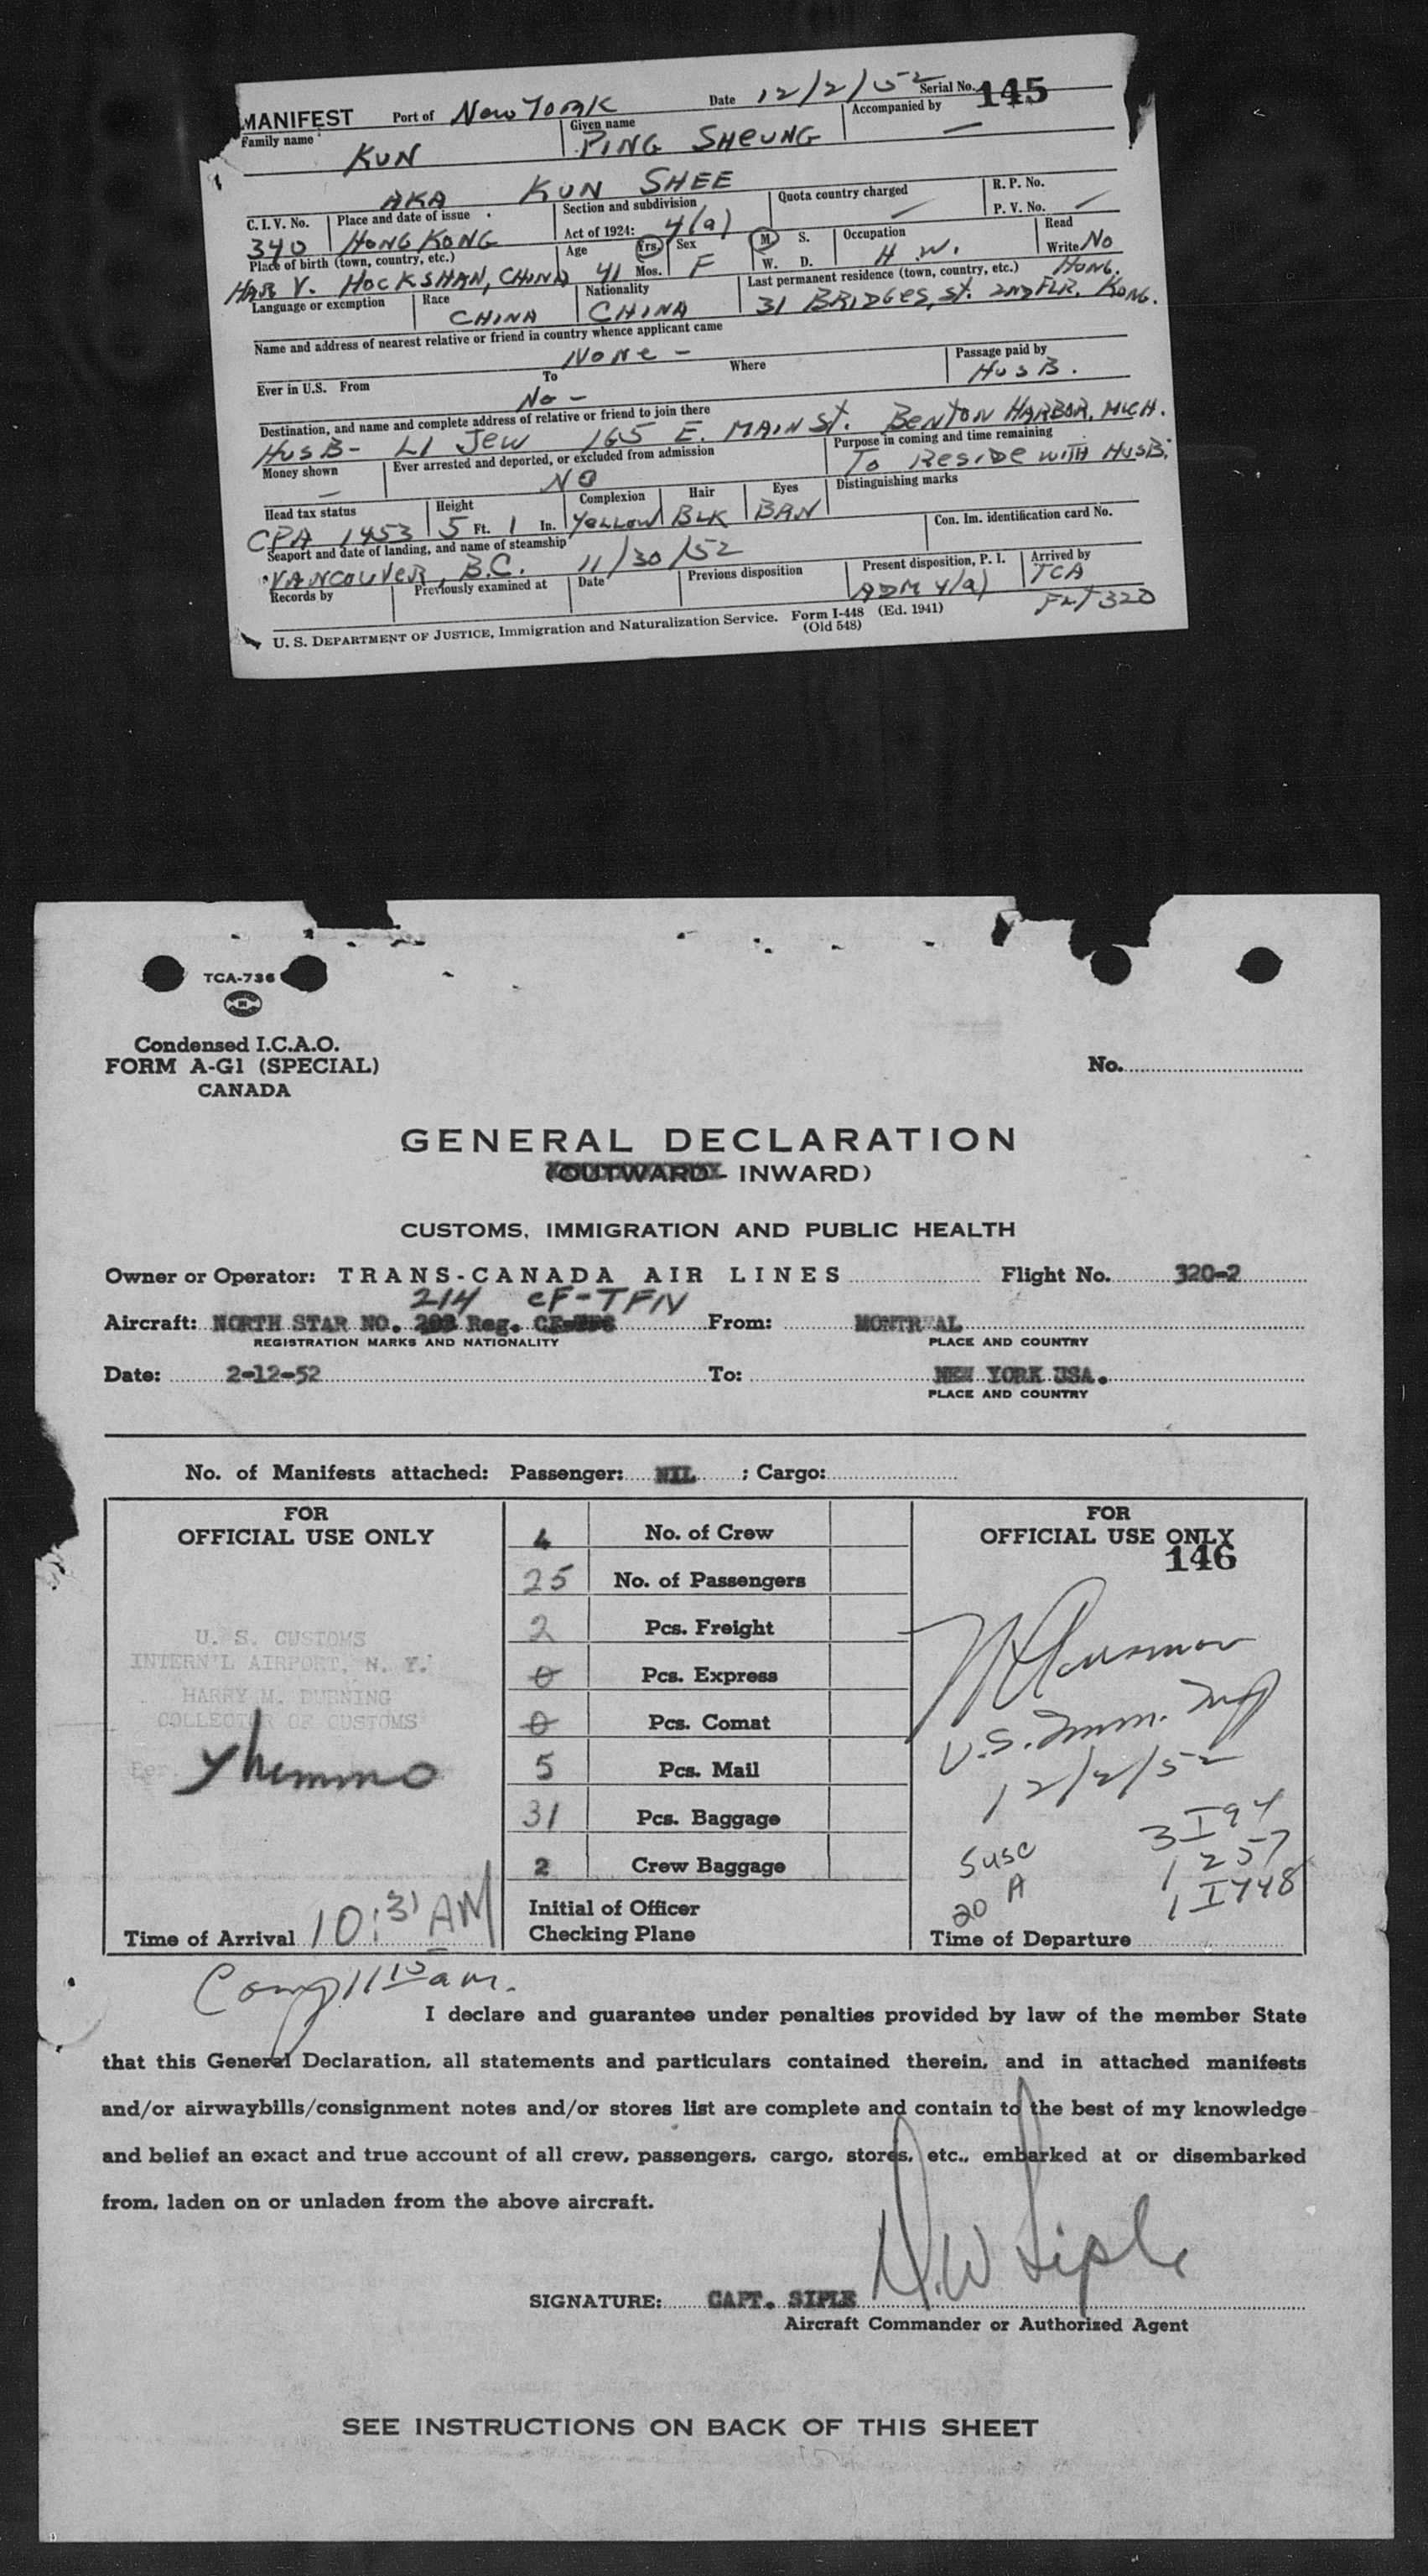 MANIFEST Port of New York Date 12/2/52 Serial No. 145
Family name Given name Accompanied by
KUN PING SHEUNG —
AKA KUN SHEE
C. I. V. No. Place and date of issue Section and subdivision Quota country charged R. P. No.
340 HONG KONG Act of 1924: 4(a) — P. V. No. —
Place of birth (town, country, etc.) Age Yrs. Sex M. S. Occupation Read
HAR V. HOCKSHAN, CHINA 41 Mos. F W. D. H.W. Write No
Language or exemption Race Nationality Last permanent residence (town, country, etc.) HONG.
CHINA CHINA 31 BRIDGES, St. 2ND FLR. KONG.
Name and address of nearest relative or friend in country whence applicant came
NONE –
Ever in U.S. From To Where Passage paid by
No – HUSB.
Destination, and name and complete address of relative or friend to join there
HUSB– LI JEW 165 E. MAIN St. BENTON HARBOR, MICH.
Money shown Ever arrested and deported, or excluded from admission Purpose in coming and time remaining
— NO To RESIDE WITH HUSB.
Head tax status Height Complexion Hair Eyes Distinguishing marks
CPA 1453 5 Ft. 1 In. YELLOW BLK BRN Con. Im. identification card No.
Seaport and date of landing, and name of steamship
VANCOUVER, B.C. 11/30/52
Records by Previously examined at Date Previous disposition Present disposition, P. I. Arrived by
ADM 4(a) TCA
FLT 320
U. S. DEPARTMENT OF JUSTICE, Immigration and Naturalization Service. Form I-448 (Ed. 1941)
(Old 548)
TCA-736
Condensed I.C.A.O.
FORM A-G1 (SPECIAL)
CANADA
No.
GENERAL DECLARATION
(OUTWARD - INWARD)
CUSTOMS, IMMIGRATION AND PUBLIC HEALTH
Owner or Operator: TRANS-CANADA AIR LINES Flight No. 320-2
214 CF-TFN
Aircraft: NORTH STAR NO. Reg. From: MONTREAL
REGISTRATION MARKS AND NATIONALITY PLACE AND COUNTRY
Date: 2-12-52 To: NEW YORK USA.
PLACE AND COUNTRY
No. of Manifests attached: Passenger: NIL ; Cargo:
FOR
OFFICIAL USE ONLY
U. S. CUSTOMS
INTERN'L AIRPORT, N. Y.
HARRY M. DURNING
COLLECTOR OF CUSTOMS
Per
Time of Arrival 10:31 AM
4 No. of Crew
25 No. of Passengers
2 Pcs. Freight
0 Pcs. Express
0 Pcs. Comat
5 Pcs. Mail
31 Pcs. Baggage
2 Crew Baggage
Initial of Officer
Checking Plane
FOR
OFFICIAL USE ONLY
146
U.S. Imm. Insp
12/2/52
3 I94
5 USC 1 257
20 A 1 I448
Time of Departure
Comp 11 15 am.
I declare and guarantee under penalties provided by law of the member State
that this General Declaration, all statements and particulars contained therein, and in attached manifests
and/or airwaybills/consignment notes and/or stores list are complete and contain to the best of my knowledge
and belief an exact and true account of all crew, passengers, cargo, stores, etc., embarked at or disembarked
from, laden on or unladen from the above aircraft.
SIGNATURE: CAPT. SIPLE W Siple
Aircraft Commander or Authorized Agent
SEE INSTRUCTIONS ON BACK OF THIS SHEET